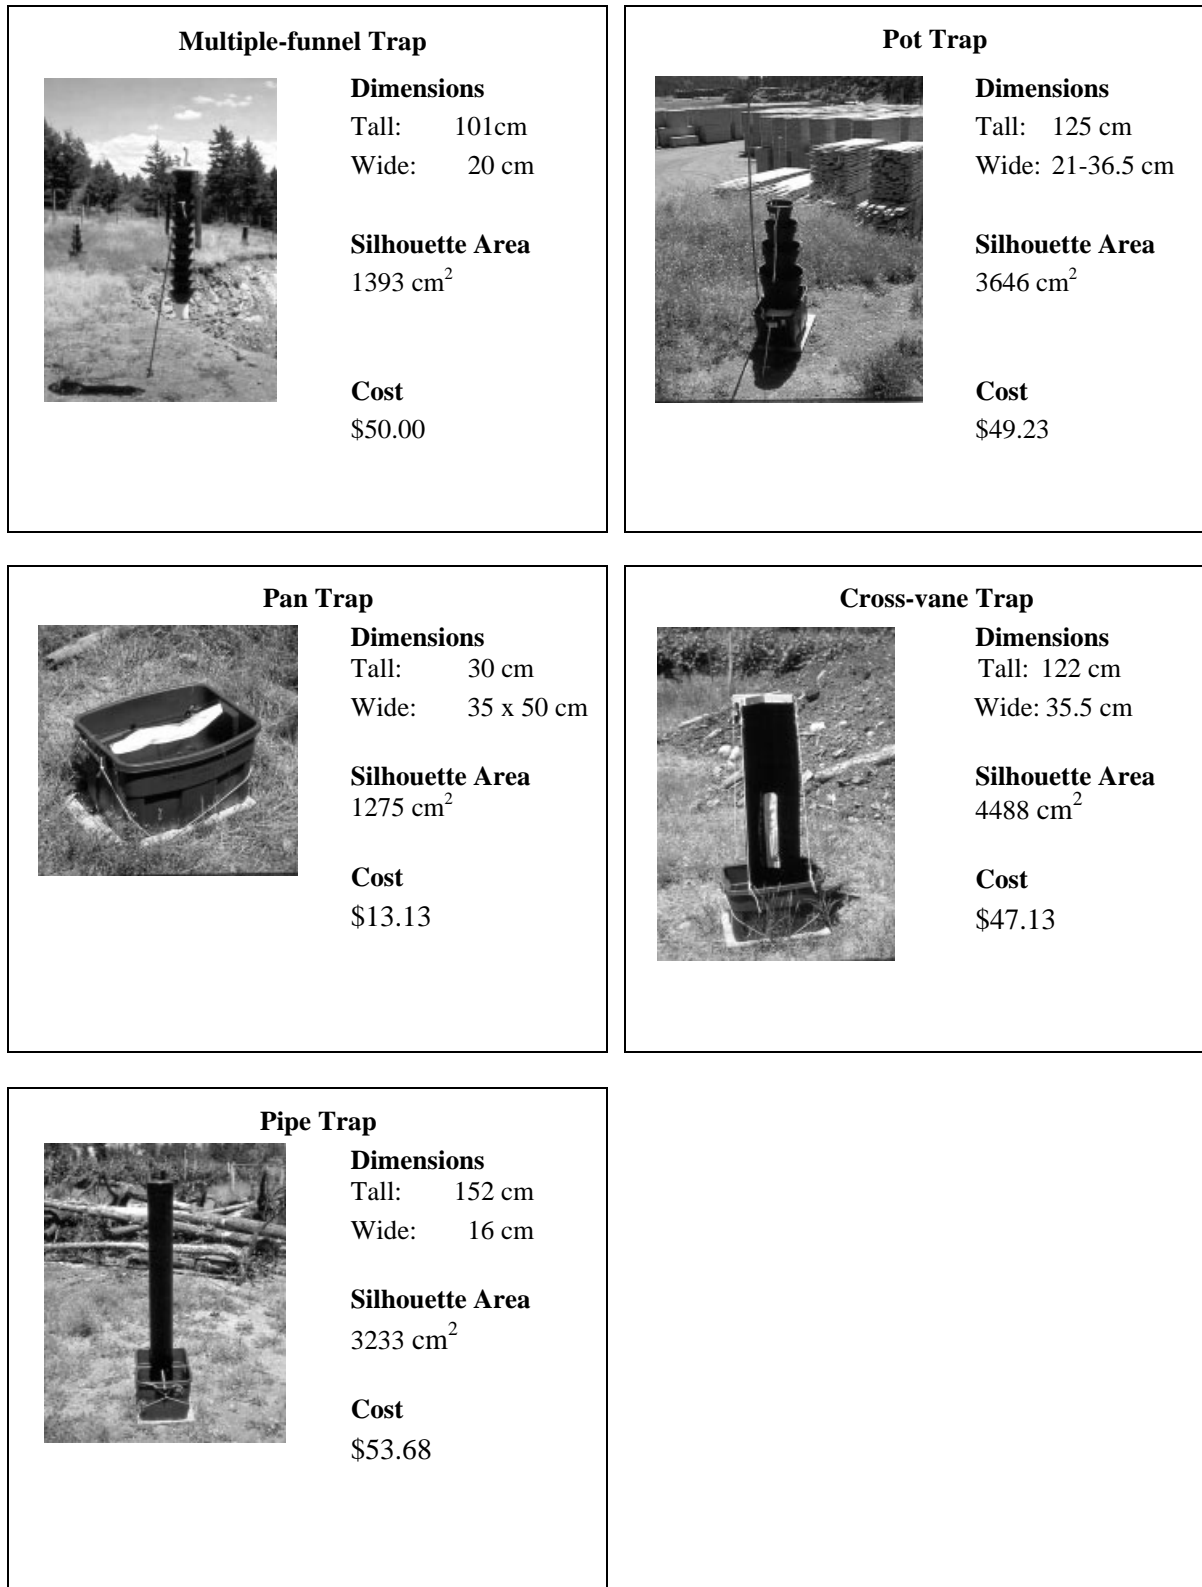 Multiple-funnel Trap
Dimensions
Tall: 101cm
Wide: 20 cm
Silhouette Area
1393 cm²
Cost
$50.00
Pot Trap
Dimensions
Tall: 125 cm
Wide: 21-36.5 cm
Silhouette Area
3646 cm²
Cost
$49.23
Pan Trap
Dimensions
Tall: 30 cm
Wide: 35 x 50 cm
Silhouette Area
1275 cm²
Cost
$13.13
Cross-vane Trap
Dimensions
Tall: 122 cm
Wide: 35.5 cm
Silhouette Area
4488 cm²
Cost
$47.13
Pipe Trap
Dimensions
Tall: 152 cm
Wide: 16 cm
Silhouette Area
3233 cm²
Cost
$53.68